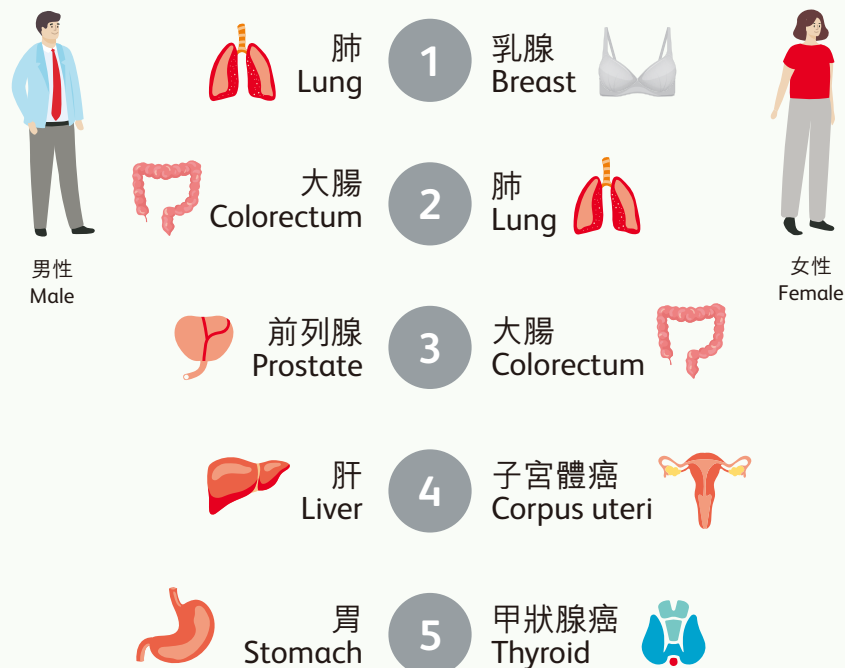 肺
Lung
1
乳腺
Breast
大腸
Colorectum
2
肺
Lung
男性
Male
女性
Female
前列腺
Prostate
3
大腸
Colorectum
肝
Liver
4
子宮體癌
Corpus uteri
胃
Stomach
5
甲狀腺癌
Thyroid